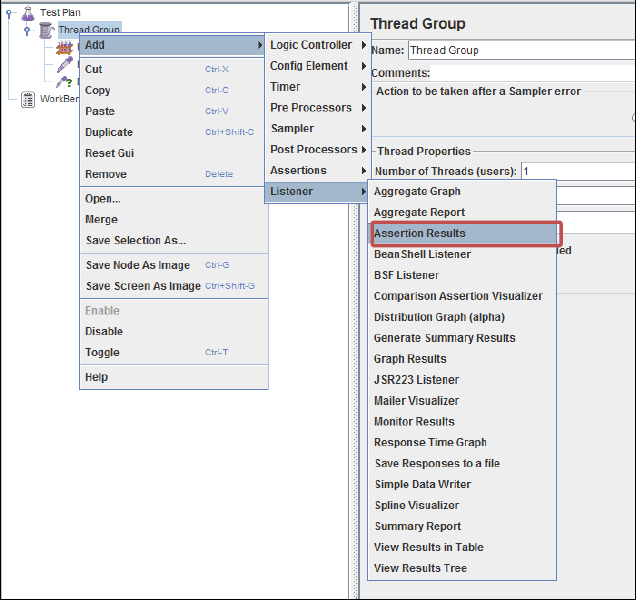 Test Plan
Thread Group
WorkBen
Add
Cut Ctrl-X
Copy Ctrl-C
Paste Ctrl-V
Duplicate Ctrl+Shift-C
Reset Gui
Remove Delete
Open...
Merge
Save Selection As...
Save Node As Image Ctrl-G
Save Screen As Image Ctrl+Shift-G
Enable
Disable
Toggle Ctrl-T
Help
Logic Controller
Config Element
Timer
Pre Processors
Sampler
Post Processors
Assertions
Listener
Aggregate Graph
Aggregate Report
Assertion Results
BeanShell Listener
BSF Listener
Comparison Assertion Visualizer
Distribution Graph (alpha)
Generate Summary Results
Graph Results
JSR223 Listener
Mailer Visualizer
Monitor Results
Response Time Graph
Save Responses to a file
Simple Data Writer
Spline Visualizer
Summary Report
View Results in Table
View Results Tree
Thread Group
Name: Thread Group
Comments:
Action to be taken after a Sampler error
Thread Properties
Number of Threads (users): 1
led